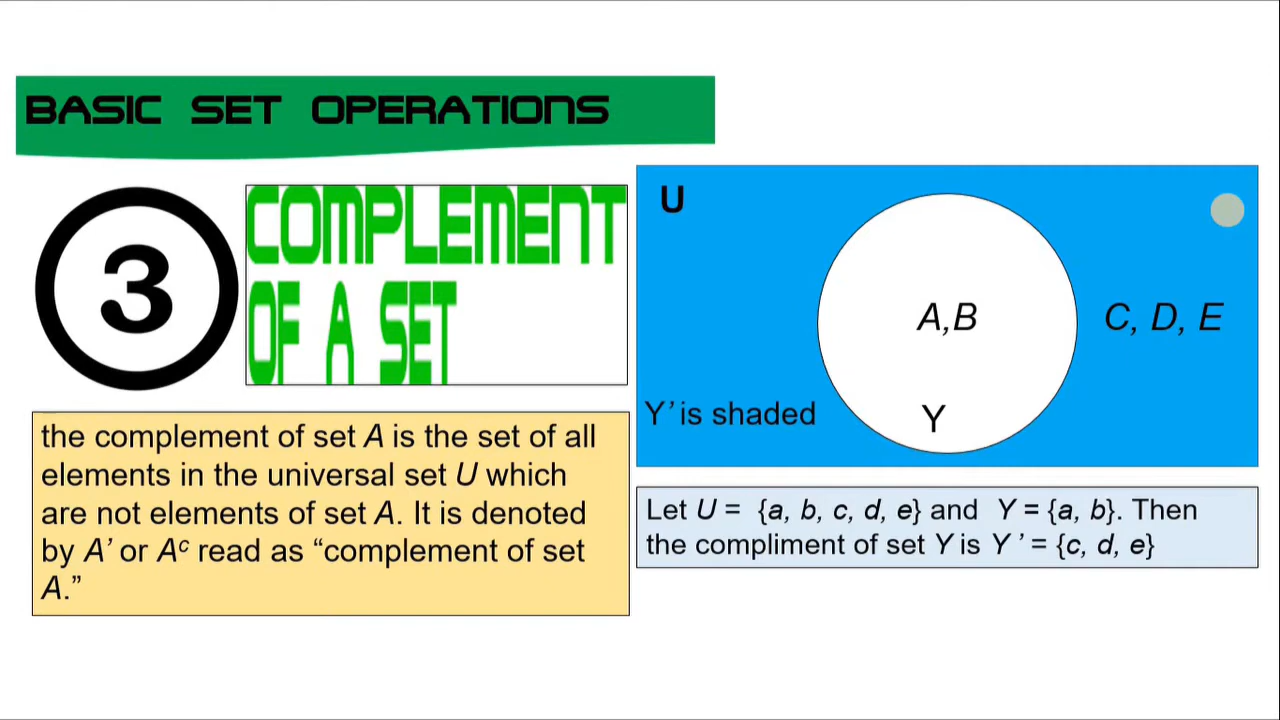 BASIC SET OPERATIONS
3
COMPLEMENT
OF A SET
the complement of set A is the set of all
elements in the universal set U which
are not elements of set A. It is denoted
by A’ or Aᶜ read as “complement of set
A.”
U
A,B
C, D, E
Y’ is shaded
Y
Let U = {a, b, c, d, e} and Y = {a, b}. Then
the compliment of set Y is Y ’ = {c, d, e}